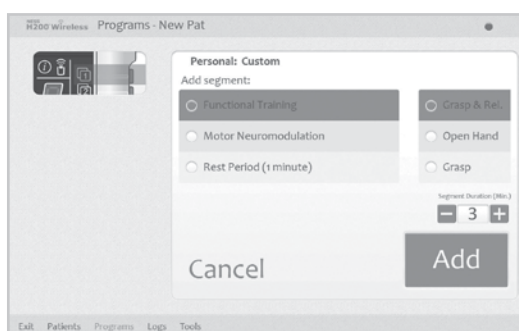 NESS
H200 Wireless Programs - New Pat
Personal: Custom
Add segment:
Functional Training
Motor Neuromodulation
Rest Period (1 minute)
Grasp & Rel.
Open Hand
Grasp
Segment Duration (Min.)
3
Cancel
Add
Exit Patients Programs Logs Tools